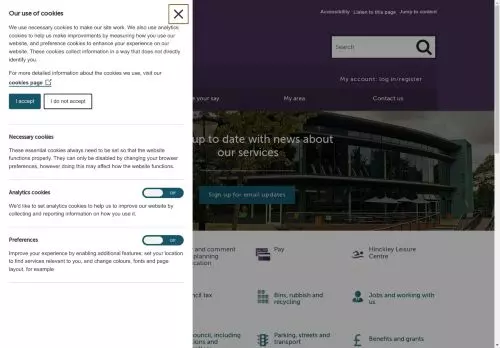 Our use of cookies
We use necessary cookies to make our site work. We also use analytics
cookies to help us make improvements by measuring how you use our
website, and preference cookies to enhance your experience on our
website. These cookies collect information in a way that does not directly
identify you.
For more detailed information about the cookies we use, visit our
cookies page
I accept
I do not accept
Necessary cookies
These essential cookies always need to be set so that the website
functions properly. They can only be disabled by changing your browser
preferences, however doing this may affect how the website functions.
Analytics cookies
Off
We'd like to set analytics cookies to help us to improve our website by
collecting and reporting information on how you use it.
Preferences
Off
Improve your experience by enabling additional features; set your location
to find services relevant to you, and change colours, fonts and page
layout, for example
Accessibility
Listen to this page
Jump to content
Search
My account: log in/register
your say
My area
Contact us
up to date with news about
our services
Sign up for email updates
and comment
planning
Pay
Hinckley Leisure
Centre
tax
Bins, rubbish and
recycling
Jobs and working with
us
including
and
Parking, streets and
transport
Benefits and grants